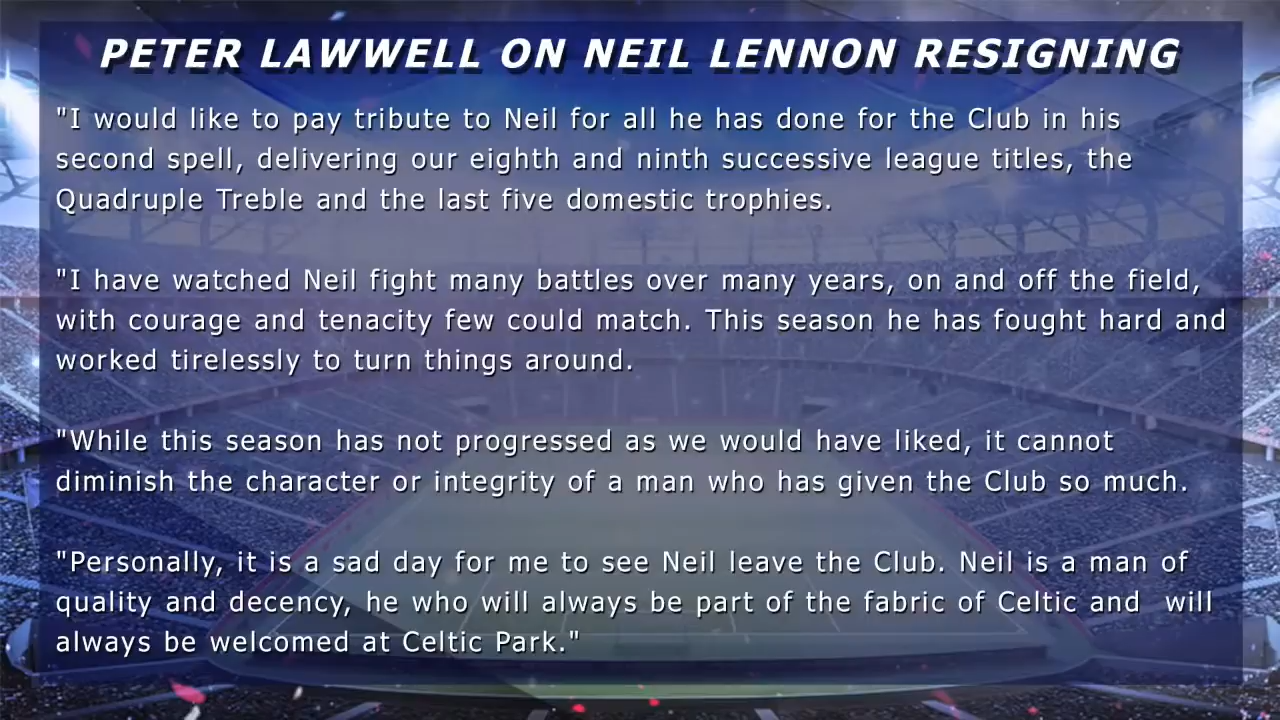 PETER LAWWELL ON NEIL LENNON RESIGNING
"I would like to pay tribute to Neil for all he has done for the Club in his
second spell, delivering our eighth and ninth successive league titles, the
Quadruple Treble and the last five domestic trophies.
"I have watched Neil fight many battles over many years, on and off the field,
with courage and tenacity few could match. This season he has fought hard and
worked tirelessly to turn things around.
"While this season has not progressed as we would have liked, it cannot
diminish the character or integrity of a man who has given the Club so much.
"Personally, it is a sad day for me to see Neil leave the Club. Neil is a man of
quality and decency, he who will always be part of the fabric of Celtic and  will
always be welcomed at Celtic Park."